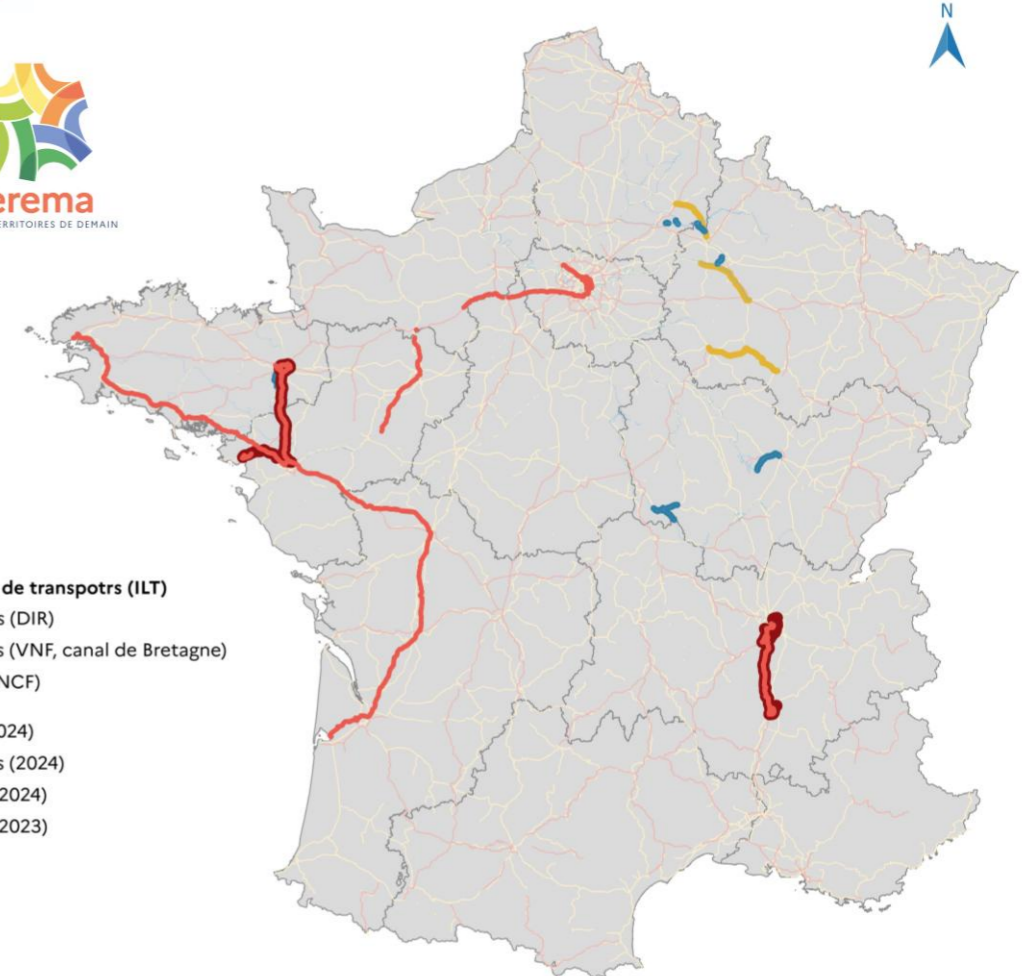 N
erema
ERRITOIRES DE DEMAIN
de transpotrs (ILT)
s (DIR)
s (VNF, canal de Bretagne)
NCF)
024)
s (2024)
2024)
2023)